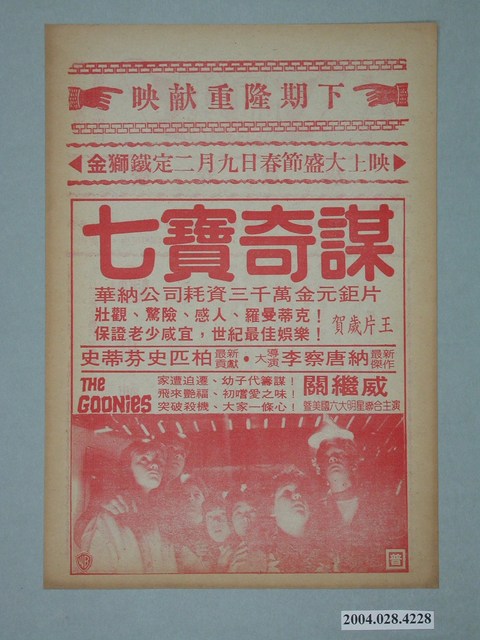 下期隆重献映
金獅鐵定二月九日春節盛大上映
七寶奇謀
華納公司耗資三千萬金元鉅片
壯觀、驚險、感人、羅曼蒂克！
保證老少咸宜，世紀最佳娛樂！
賀歲片王
史蒂芬史匹柏最新貢獻・大導演李察唐納最新傑作
THE GOONIES
家遭迫遷、幼子代籌謀！
飛來艷福、初嚐愛之味！
突破殺機、大家一條心！
關繼威
暨美國六大明星聯合主演
WB
普
2004.028.4228